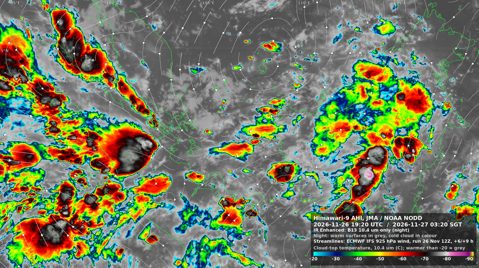 Himawari-9 AHI, JMA / NOAA NODD
2026-11-26 19:20 UTC / 2026-11-27 03:20 SGT
IR Enhanced: B13 10.4 um only (night)
Night: warm surfaces in grey, cold cloud in colour
Streamlines: ECMWF IFS 925 hPa wind, run 26 Nov 12Z, +6/+9 h
Cloud-top temperature, 10.4 um (C); warmer than -20 = grey
-20 -30 -40 -50 -60 -70 -80 -90